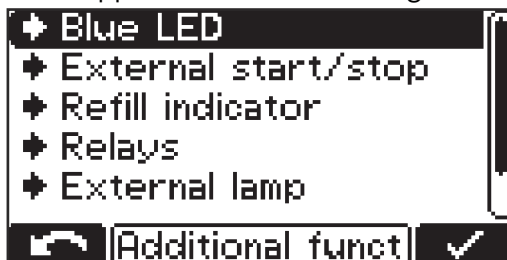 Blue LED
External start/stop
Refill indicator
Relays
External lamp
Additional funct